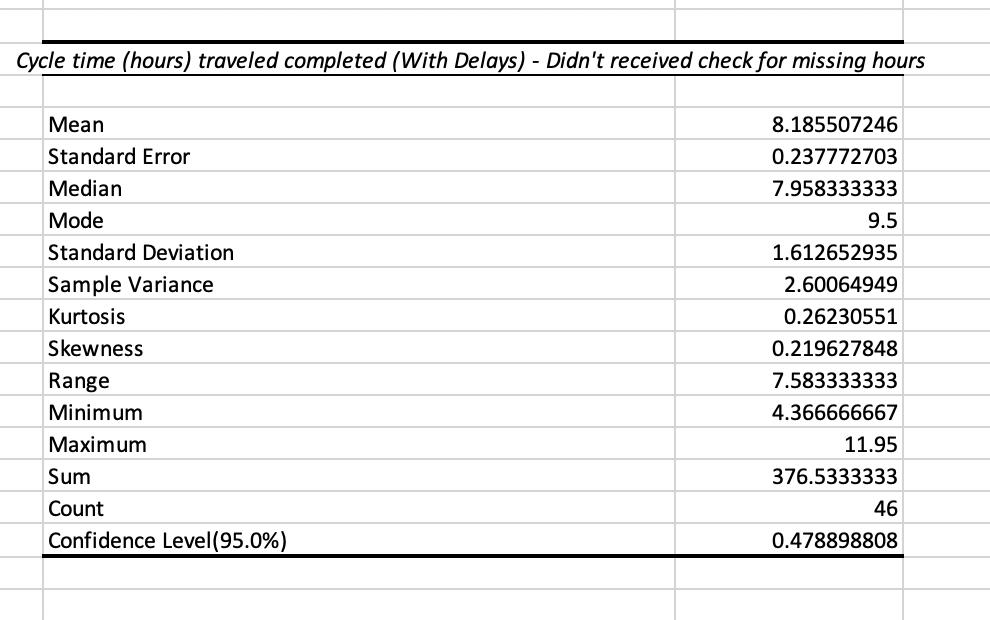 Cycle time (hours) traveled completed (With Delays) - Didn't received check for missing hours
Mean 8.185507246
Standard Error 0.237772703
Median 7.958333333
Mode 9.5
Standard Deviation 1.612652935
Sample Variance 2.60064949
Kurtosis 0.26230551
Skewness 0.219627848
Range 7.583333333
Minimum 4.366666667
Maximum 11.95
Sum 376.5333333
Count 46
Confidence Level(95.0%) 0.478898808